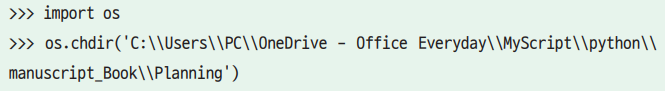 >>> import os
>>> os.chdir('C:\\Users\\PC\\OneDrive - Office Everyday\\MyScript\\python\\
manuscript_Book\\Planning')